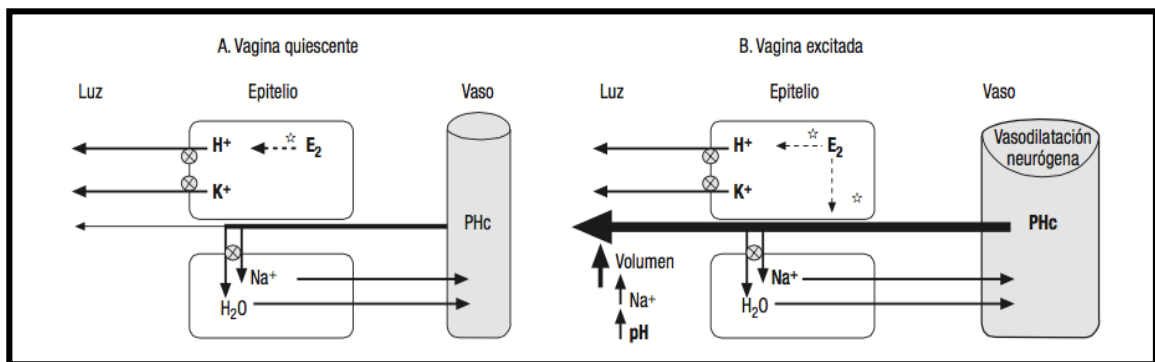 A. Vagina quiescente
Luz
Epitelio
Vaso
H+
E2
K+
PHc
Na+
H2O
B. Vagina excitada
Luz
Epitelio
Vaso
H+
E2
K+
Vasodilatación
neurógena
PHc
Volumen
Na+
pH
Na+
H2O